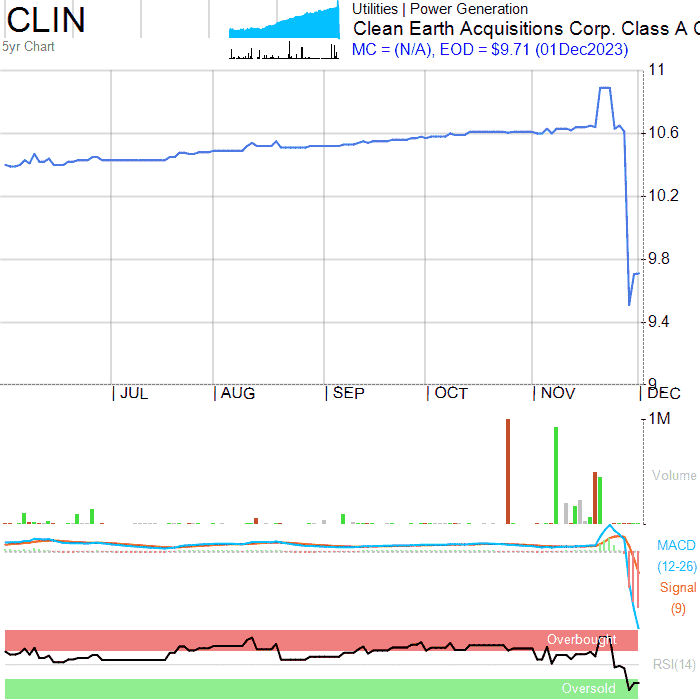 CLIN
5yr Chart
Utilities | Power Generation
Clean Earth Acquisitions Corp. Class A C
MC = (N/A), EOD = $9.71 (01Dec2023)
11
10.6
10.2
9.8
9.4
9
JUL AUG SEP OCT NOV DEC
1M
Volume
MACD
(12-26)
Signal
(9)
Overbought
RSI(14)
Oversold